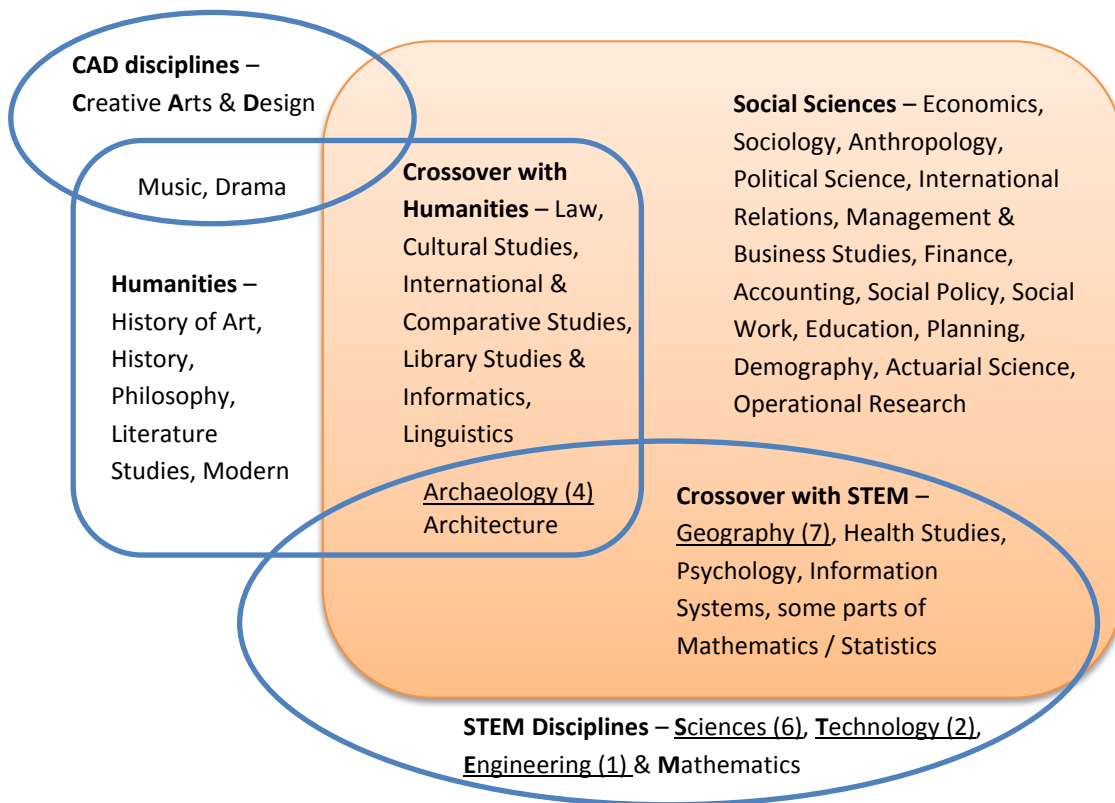 CAD disciplines –
Creative Arts & Design
Music, Drama
Humanities –
History of Art,
History,
Philosophy,
Literature
Studies, Modern
Crossover with
Humanities – Law,
Cultural Studies,
International &
Comparative Studies,
Library Studies &
Informatics,
Linguistics
Archaeology (4)
Architecture
Social Sciences – Economics,
Sociology, Anthropology,
Political Science, International
Relations, Management &
Business Studies, Finance,
Accounting, Social Policy, Social
Work, Education, Planning,
Demography, Actuarial Science,
Operational Research
Crossover with STEM –
Geography (7), Health Studies,
Psychology, Information
Systems, some parts of
Mathematics / Statistics
STEM Disciplines – Sciences (6), Technology (2),
Engineering (1) & Mathematics